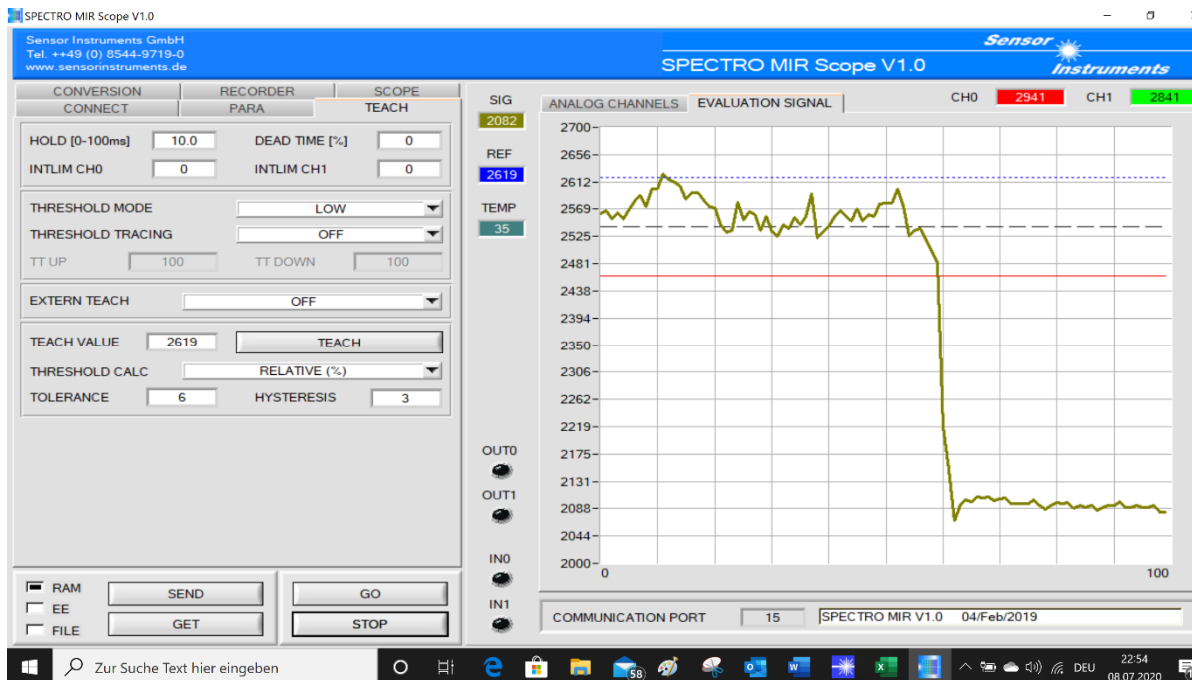 SPECTRO MIR Scope V1.0
Sensor Instruments GmbH
Tel. ++49 (0) 8544-9719-0
www.sensorinstruments.de
Sensor
Instruments
SPECTRO MIR Scope V1.0
CONVERSION RECORDER SCOPE
CONNECT PARA TEACH
HOLD [0-100ms] 10.0 DEAD TIME [%] 0
INTLIM CH0 0 INTLIM CH1 0
THRESHOLD MODE LOW
THRESHOLD TRACING OFF
TT UP 100 TT DOWN 100
EXTERN TEACH OFF
TEACH VALUE 2619 TEACH
THRESHOLD CALC RELATIVE (%)
TOLERANCE 6 HYSTERESIS 3
RAM
EE
FILE
SEND
GET
GO
STOP
SIG
2082
REF
2619
TEMP
35
OUT0
OUT1
IN0
IN1
ANALOG CHANNELS EVALUATION SIGNAL
CH0 2941 CH1 2841
2700
2656
2612
2569
2525
2481
2438
2394
2350
2306
2262
2219
2175
2131
2088
2044
2000
0 100
COMMUNICATION PORT 15 SPECTRO MIR V1.0 04/Feb/2019
Zur Suche Text hier eingeben
58
DEU
22:54
08.07.2020